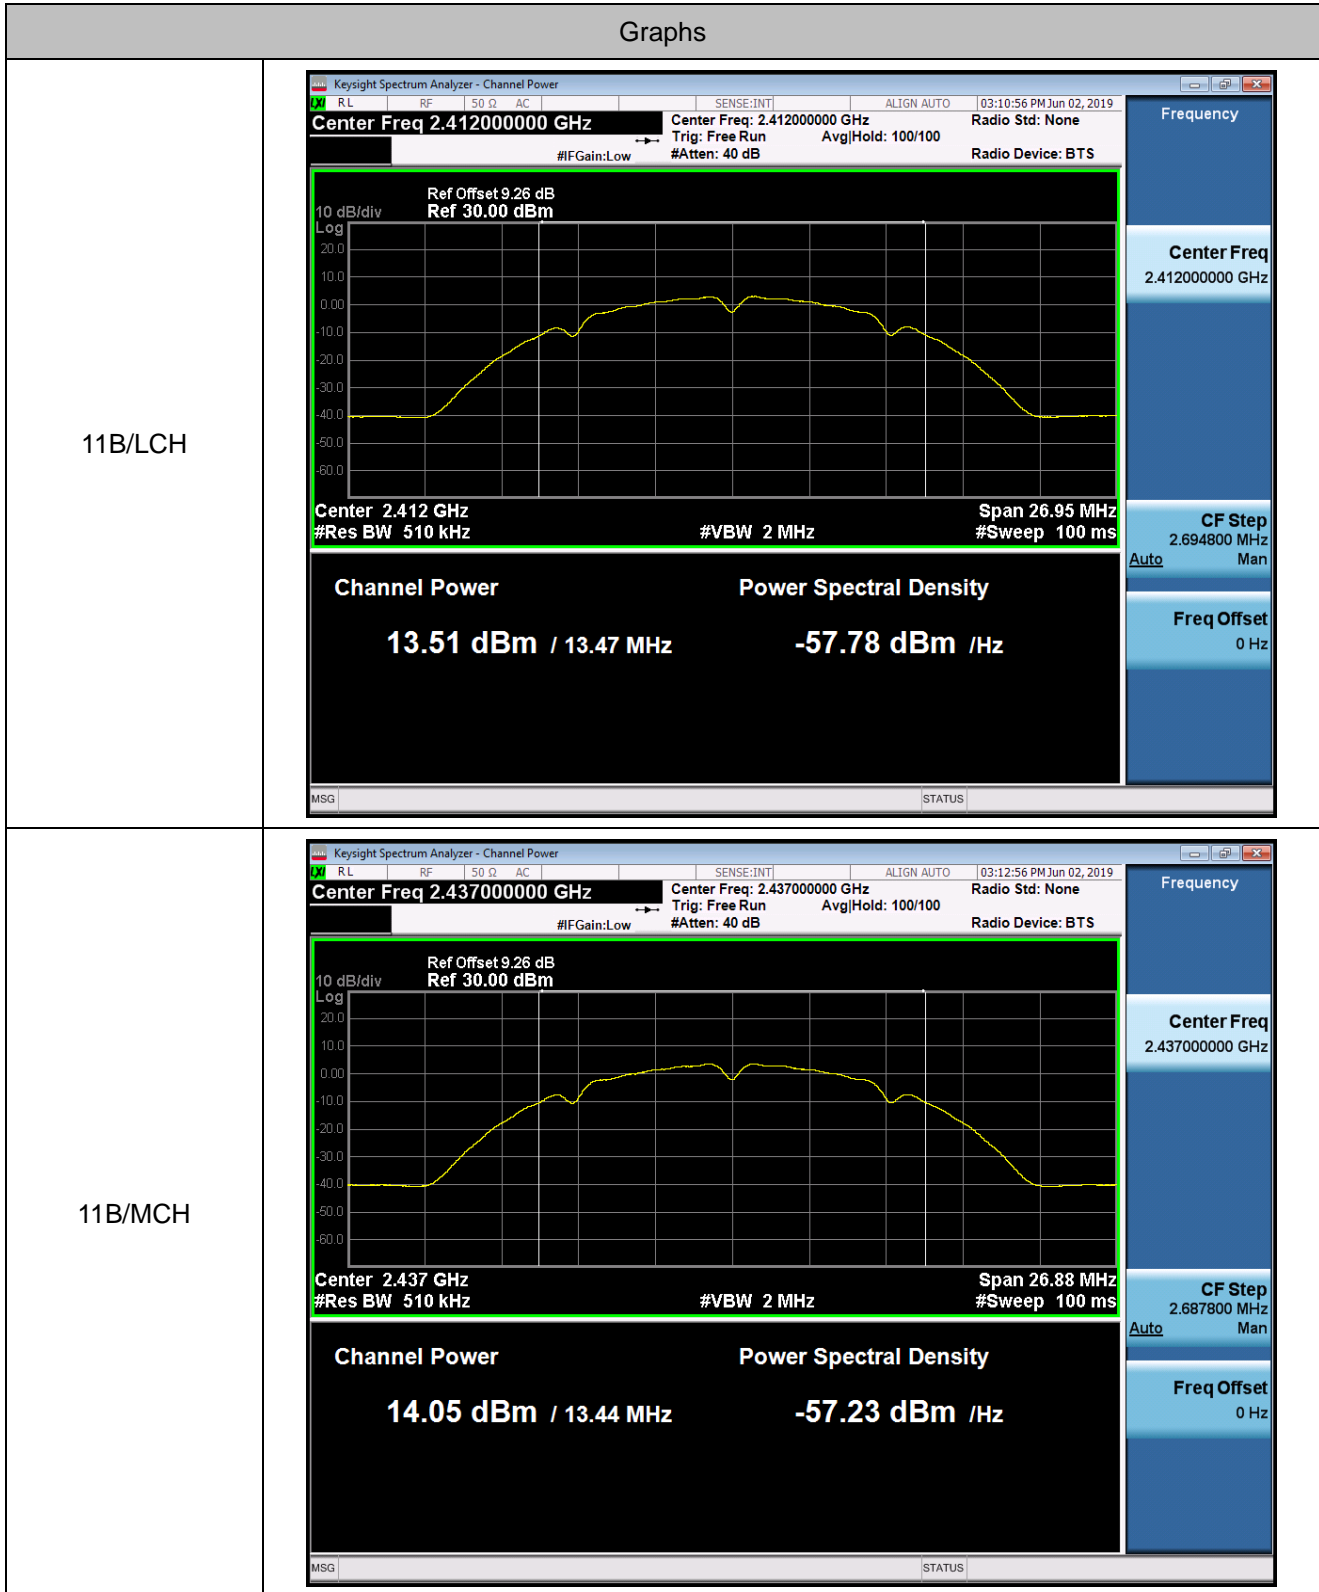 Graphs
11B/LCH
Keysight Spectrum Analyzer - Channel Power
LXI RL RF 50 Ω AC SENSE:INT ALIGN AUTO 03:10:56 PM Jun 02, 2019
Center Freq 2.412000000 GHz
Center Freq: 2.412000000 GHz Radio Std: None
Trig: Free Run Avg|Hold: 100/100
#IFGain:Low #Atten: 40 dB Radio Device: BTS
Ref Offset 9.26 dB
10 dB/div Ref 30.00 dBm
Log
20.0
10.0
0.00
-10.0
-20.0
-30.0
-40.0
-50.0
-60.0
Center 2.412 GHz Span 26.95 MHz
#Res BW 510 kHz #VBW 2 MHz #Sweep 100 ms
Channel Power Power Spectral Density
13.51 dBm / 13.47 MHz -57.78 dBm /Hz
MSG STATUS
Frequency
Center Freq
2.412000000 GHz
CF Step
2.694800 MHz
Auto Man
Freq Offset
0 Hz
11B/MCH
Keysight Spectrum Analyzer - Channel Power
LXI RL RF 50 Ω AC SENSE:INT ALIGN AUTO 03:12:56 PM Jun 02, 2019
Center Freq 2.437000000 GHz
Center Freq: 2.437000000 GHz Radio Std: None
Trig: Free Run Avg|Hold: 100/100
#IFGain:Low #Atten: 40 dB Radio Device: BTS
Ref Offset 9.26 dB
10 dB/div Ref 30.00 dBm
Log
20.0
10.0
0.00
-10.0
-20.0
-30.0
-40.0
-50.0
-60.0
Center 2.437 GHz Span 26.88 MHz
#Res BW 510 kHz #VBW 2 MHz #Sweep 100 ms
Channel Power Power Spectral Density
14.05 dBm / 13.44 MHz -57.23 dBm /Hz
MSG STATUS
Frequency
Center Freq
2.437000000 GHz
CF Step
2.687800 MHz
Auto Man
Freq Offset
0 Hz